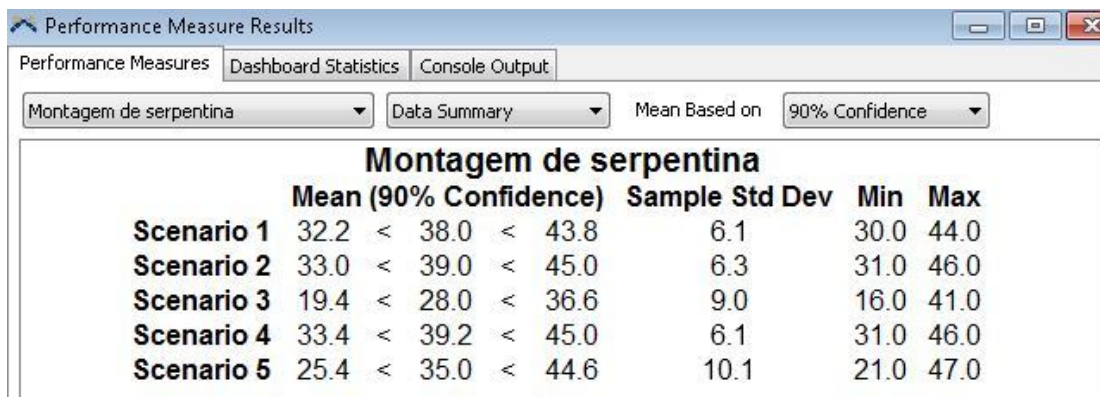 Performance Measure Results
Performance Measures Dashboard Statistics Console Output
Montagem de serpentina Data Summary Mean Based on 90% Confidence
Montagem de serpentina
Mean (90% Confidence) Sample Std Dev Min Max
Scenario 1 32.2 < 38.0 < 43.8 6.1 30.0 44.0
Scenario 2 33.0 < 39.0 < 45.0 6.3 31.0 46.0
Scenario 3 19.4 < 28.0 < 36.6 9.0 16.0 41.0
Scenario 4 33.4 < 39.2 < 45.0 6.1 31.0 46.0
Scenario 5 25.4 < 35.0 < 44.6 10.1 21.0 47.0